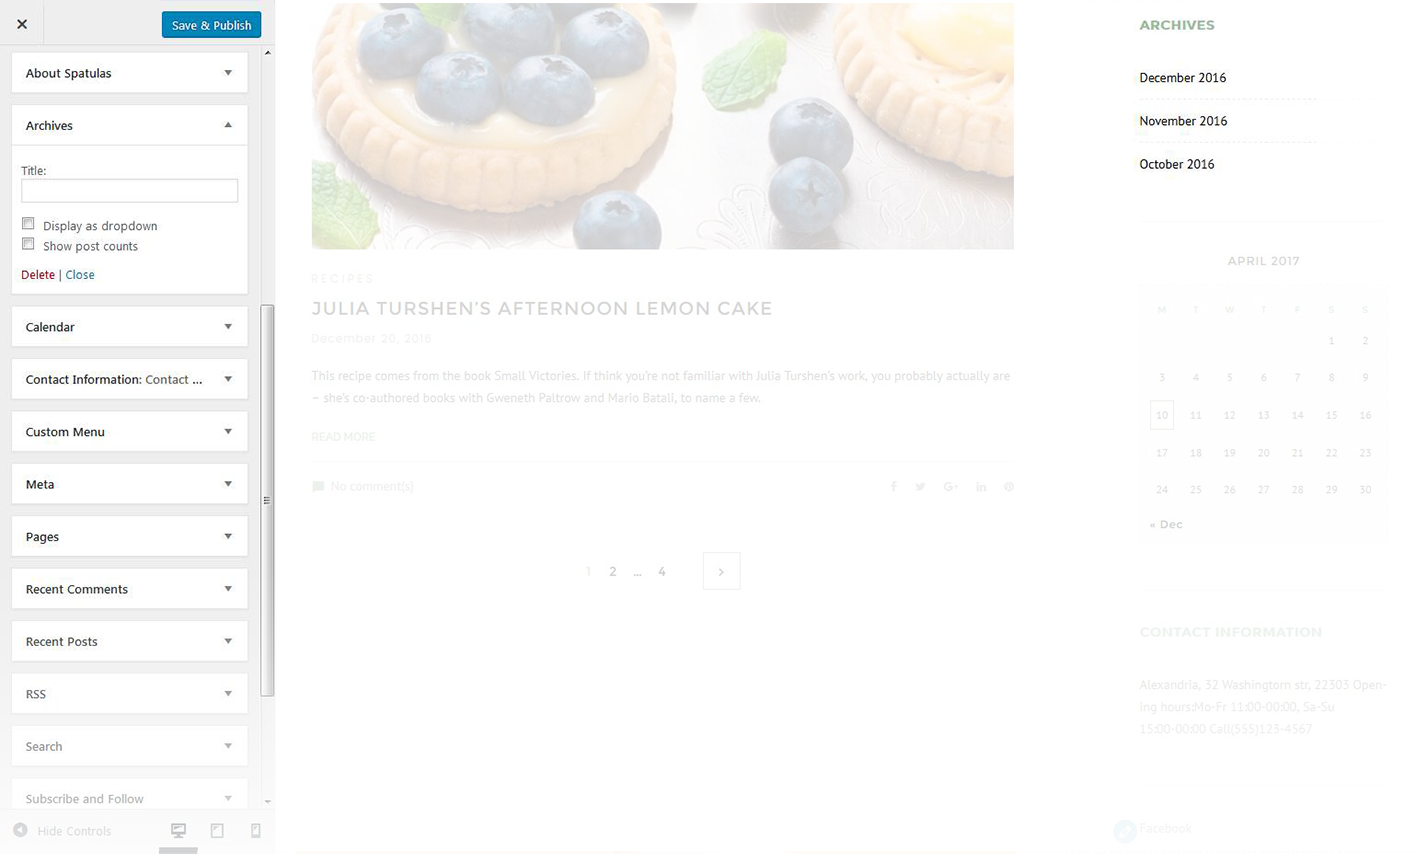 Save & Publish
About Spatulas
Archives
Title:
Display as dropdown
Show post counts
Delete | Close
Calendar
Contact Information: Contact ...
Custom Menu
Meta
Pages
Recent Comments
Recent Posts
RSS
Search
Subscribe and Follow
Hide Controls
RECIPES
JULIA TURSHEN'S AFTERNOON LEMON CAKE
December 20, 2016
This recipe comes from the book Small Victories. If think you're not familiar with Julia Turshen's work, you probably actually are
– she's co-authored books with Gweneth Paltrow and Mario Batali, to name a few.
READ MORE
No comment(s)
1 2 ... 4
ARCHIVES
December 2016
November 2016
October 2016
APRIL 2017
M T W T F S S
1 2
3 4 5 6 7 8 9
10 11 12 13 14 15 16
17 18 19 20 21 22 23
24 25 26 27 28 29 30
« Dec
CONTACT INFORMATION
Alexandria, 32 Washingtom str, 22303 Open-
ing hours:Mo-Fr 11:00-00:00, Sa-Su
15:00-00:00 Call(555)123-4567
Facebook